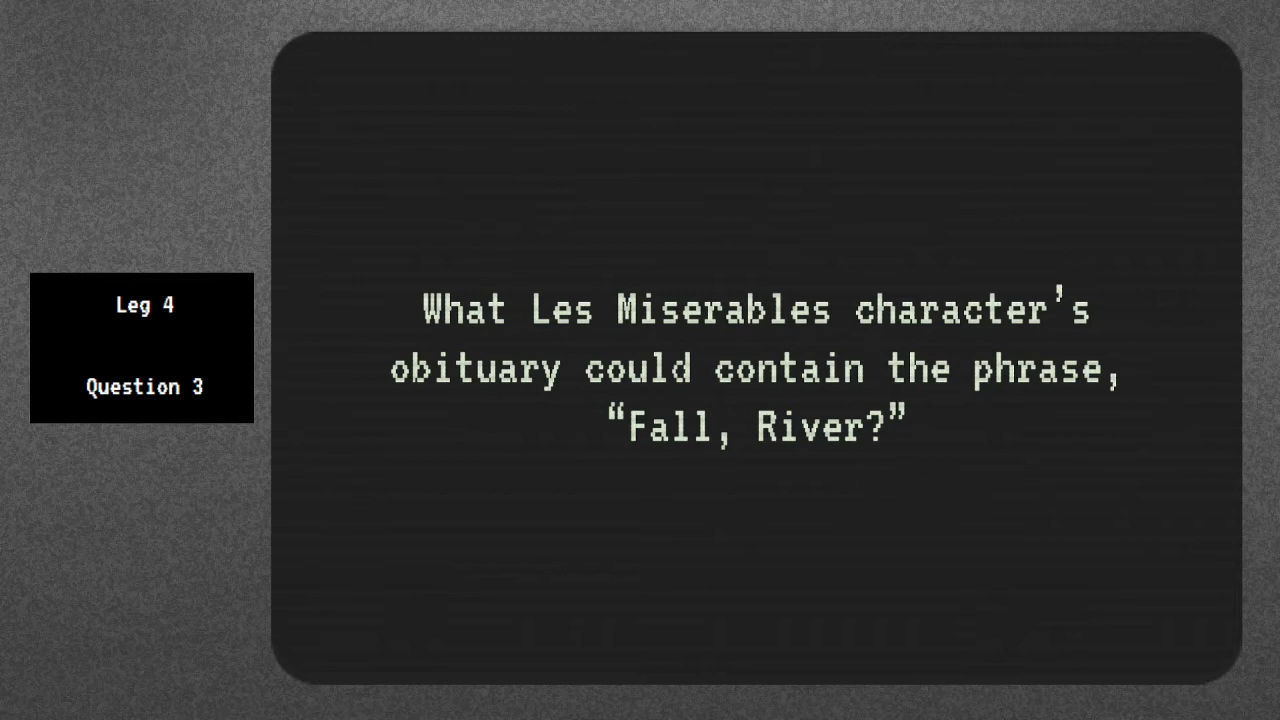 Leg 4
Question 3
What Les Miserables character’s
obituary could contain the phrase,
“Fall, River?”